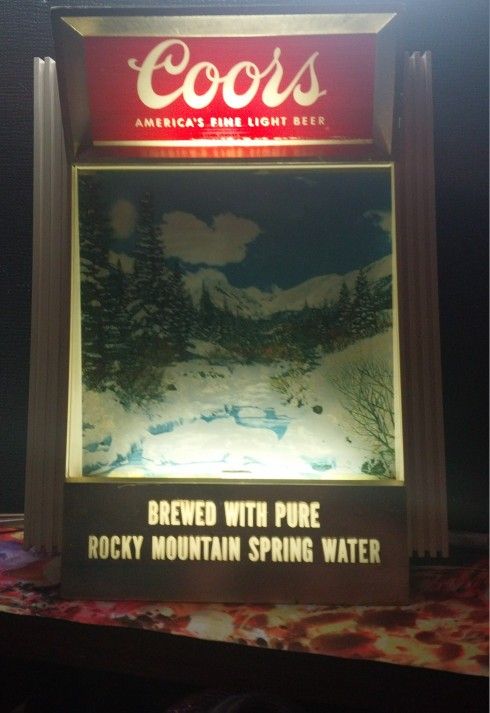 Coors
AMERICA'S FINE LIGHT BEER
BREWED WITH PURE
ROCKY MOUNTAIN SPRING WATER